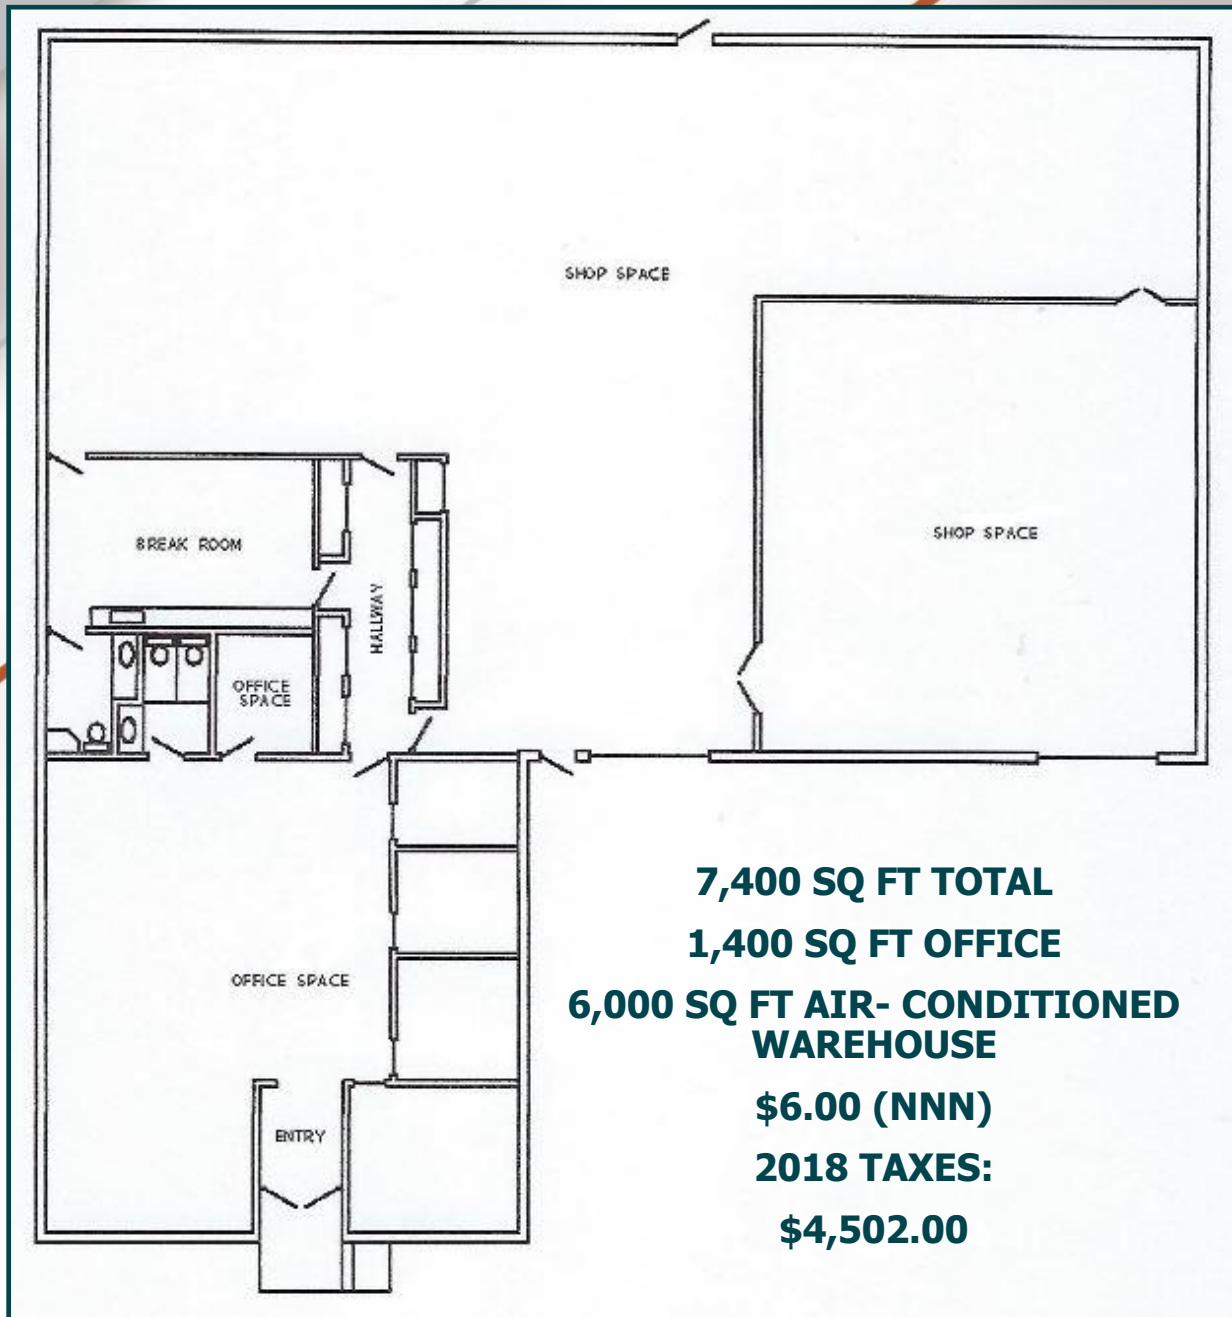 SHOP SPACE
SHOP SPACE
BREAK ROOM
HALLWAY
OFFICE
SPACE
OFFICE SPACE
ENTRY
7,400 SQ FT TOTAL
1,400 SQ FT OFFICE
6,000 SQ FT AIR- CONDITIONED
WAREHOUSE
$6.00 (NNN)
2018 TAXES:
$4,502.00